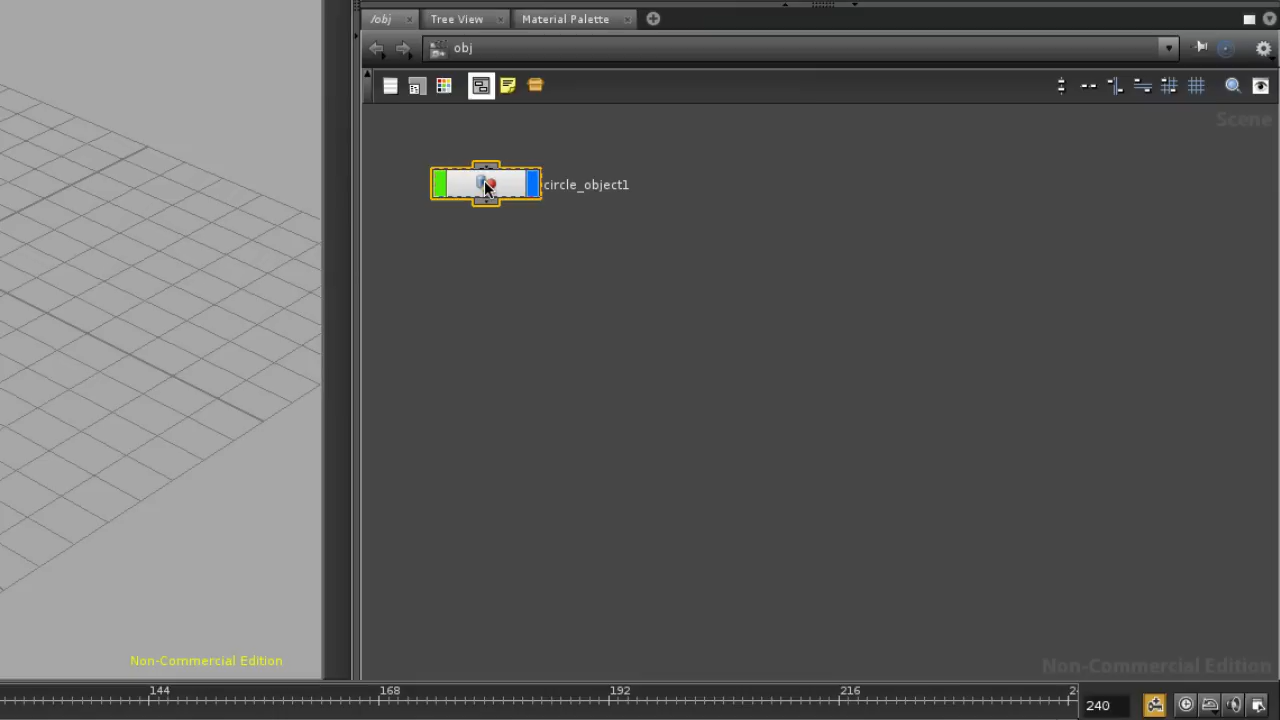 /obj
Tree View
Material Palette
obj
Scene
circle_object1
Non-Commercial Edition
Non-Commercial Edition
144
168
192
216
240